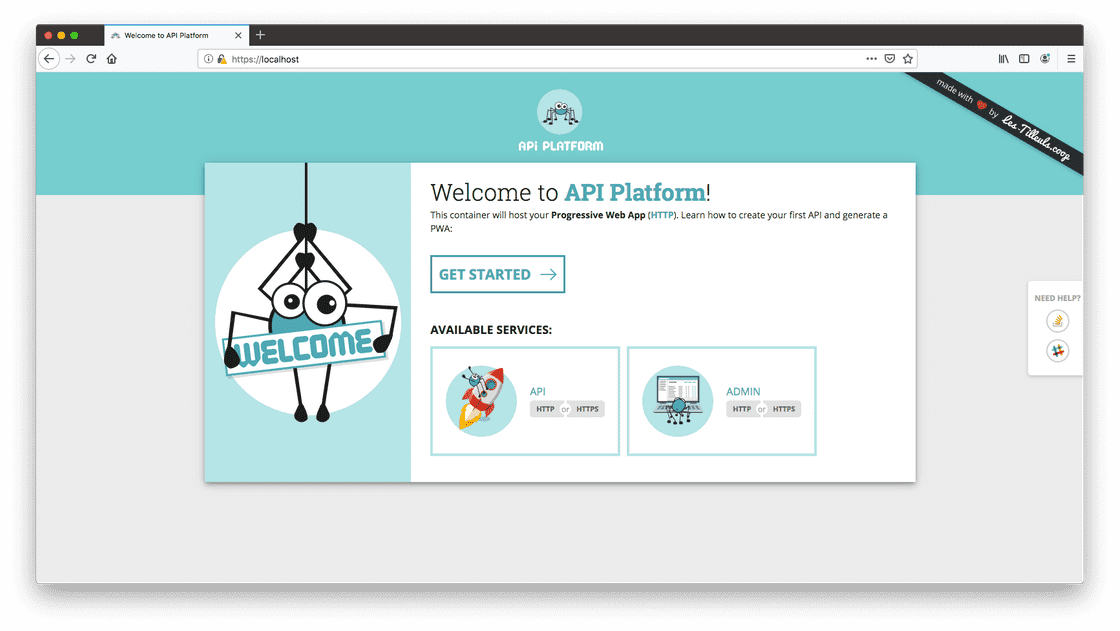 Welcome to API Platform
https://localhost
made with ❤ by Les-Tilleuls.coop
API PLATFORM
Welcome to API Platform!
This container will host your Progressive Web App (HTTP). Learn how to create your first API and generate a
PWA:
GET STARTED
WELCOME
NEED HELP?
AVAILABLE SERVICES:
API
HTTP or HTTPS
ADMIN
HTTP or HTTPS